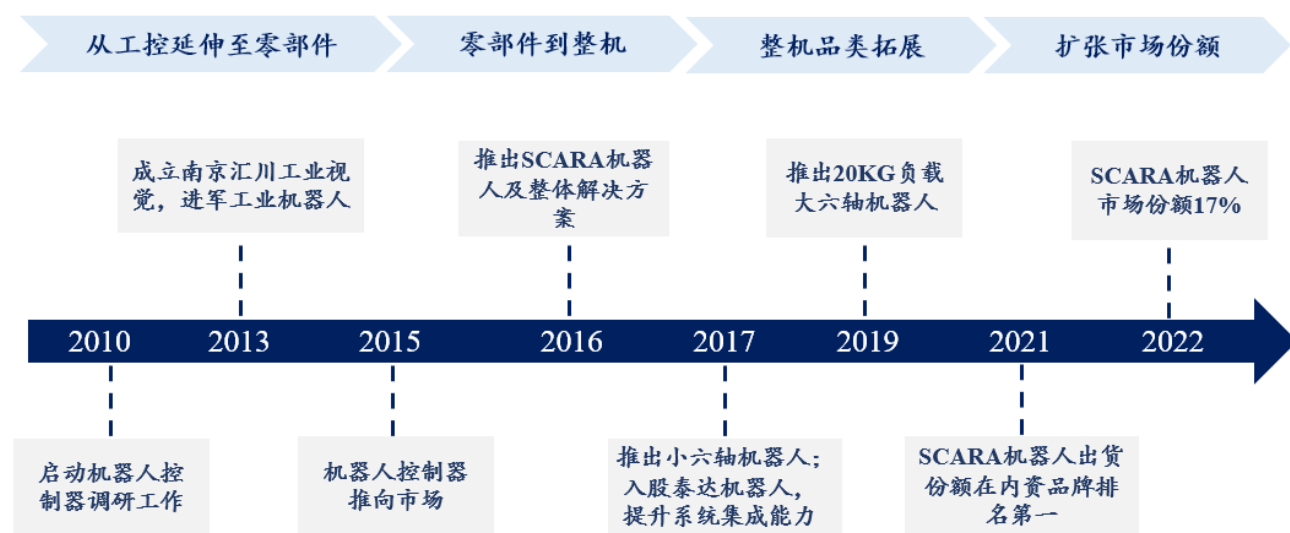 从工控延伸至零部件
零部件到整机
整机品类拓展
扩张市场份额
成立南京汇川工业视
觉，进军工业机器人
推出SCARA机器
人及整体解决方
案
推出20KG负载
大六轴机器人
SCARA机器人
市场份额17%
2010
2013
2015
2016
2017
2019
2021
2022
启动机器人控
制器调研工作
机器人控制器
推向市场
推出小六轴机器人；
入股泰达机器人，
提升系统集成能力
SCARA机器人出货
份额在内资品牌排
名第一